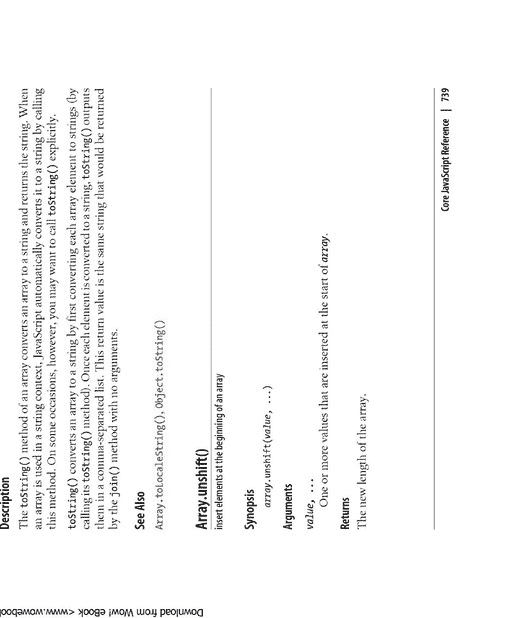 Description
The toString() method of an array converts an array to a string and returns the string. When
an array is used in a string context, JavaScript automatically converts it to a string by calling
this method. On some occasions, however, you may want to call toString() explicitly.
toString() converts an array to a string by first converting each array element to strings (by
calling its toString() method). Once each element is converted to a string, toString() outputs
them in a comma-separated list. This return value is the same string that would be returned
by the join() method with no arguments.
See Also
Array.toLocaleString(), Object.toString()
Array.unshift()
insert elements at the beginning of an array
Synopsis
array.unshift(value, ...)
Arguments
value, ...
One or more values that are inserted at the start of array.
Returns
The new length of the array.
Core JavaScript Reference | 739
Download from Wow! eBook <www.wowebook